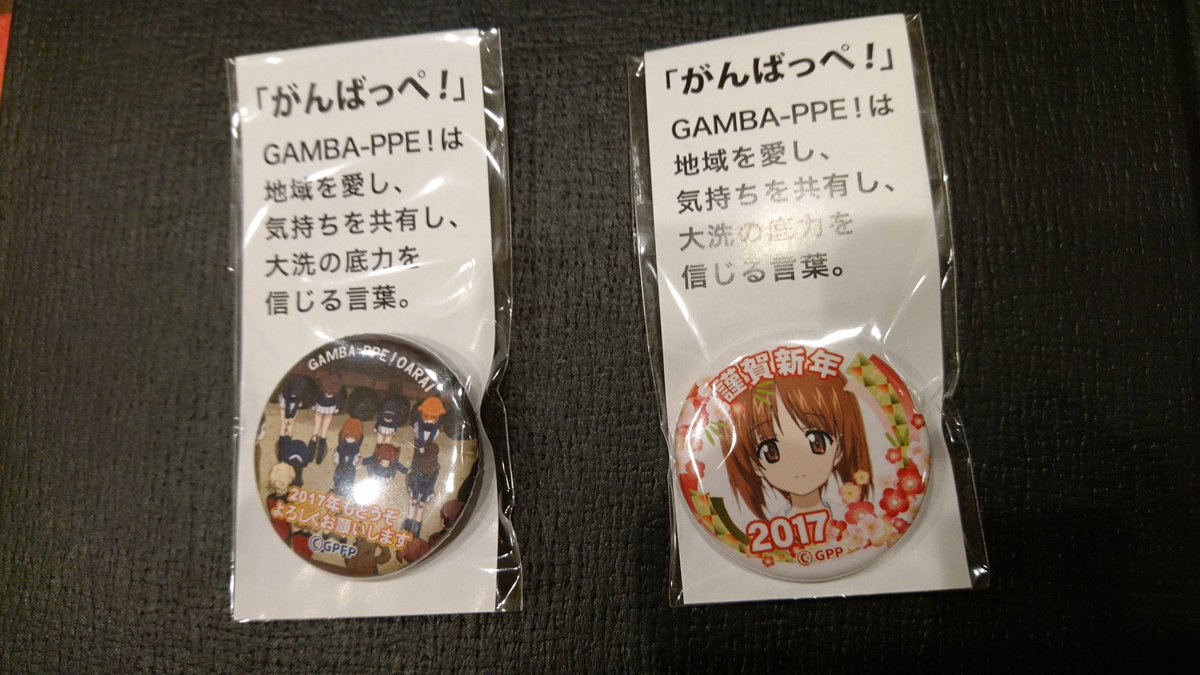 「がんばっぺ!」
GAMBA-PPE!は
地域を愛し、
気持ちを共有し、
大洗の底力を
信じる言葉。
GAMBA-PPE!OARAI
2017年もどうぞ
よろしくお願いします
©GPFP
「がんばっぺ!」
GAMBA-PPE!は
地域を愛し、
気持ちを共有し、
大洗の底力を
信じる言葉。
謹賀新年
2017
©GPP